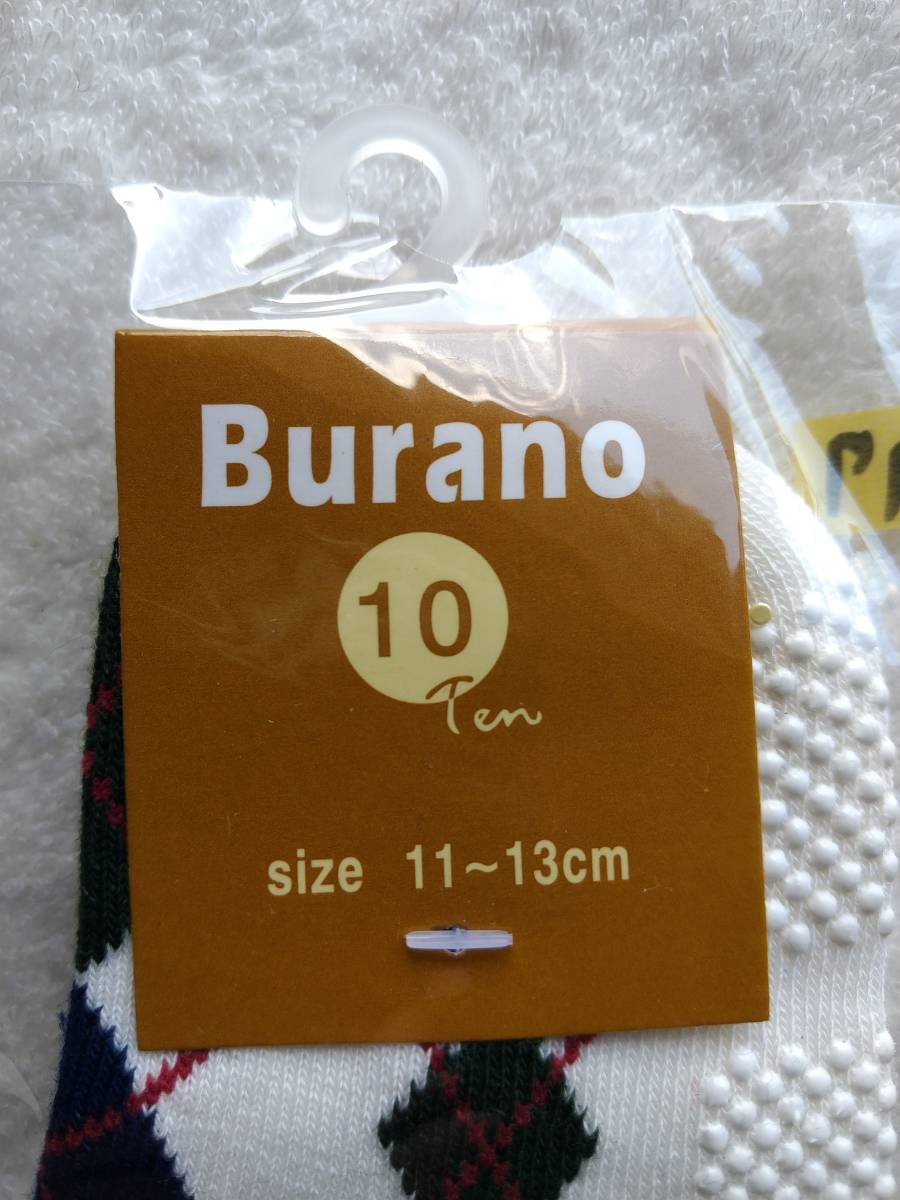 Burano
10
Ten
size 11~13cm